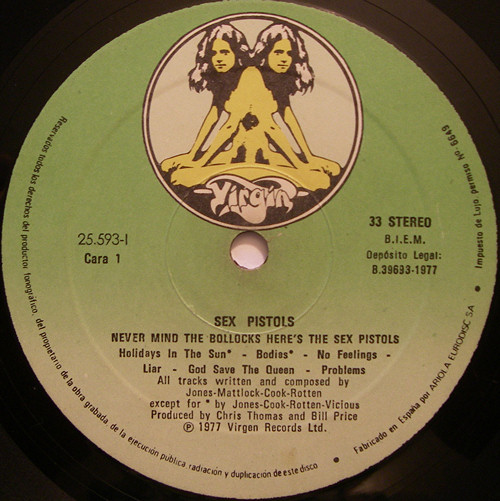 Virgin
25.593-I
Cara 1
33 STEREO
B.I.E.M.
Depósito Legal:
B.39693-1977
SEX PISTOLS
NEVER MIND THE BOLLOCKS HERE'S THE SEX PISTOLS
Holidays In The Sun* - Bodiss* - No Feelings -
Liar - God Save The Queen - Problems
All tracks written and composed by
Jones-Mattlock-Cook-Rotten
except for * by Jones-Cook-Rotten-Vicious
Produced by Chris Thomas and Bill Price
℗ 1977 Virgen Records Ltd.
Reservados todos los derechos del productor fonográfico, del propietario de la obra grabada, de la ejecución pública radiación y duplicación de este disco • Fabricado en España por ARIOLA EURODISC S.A • Impuesto de Lujo, permiso Nº 6649